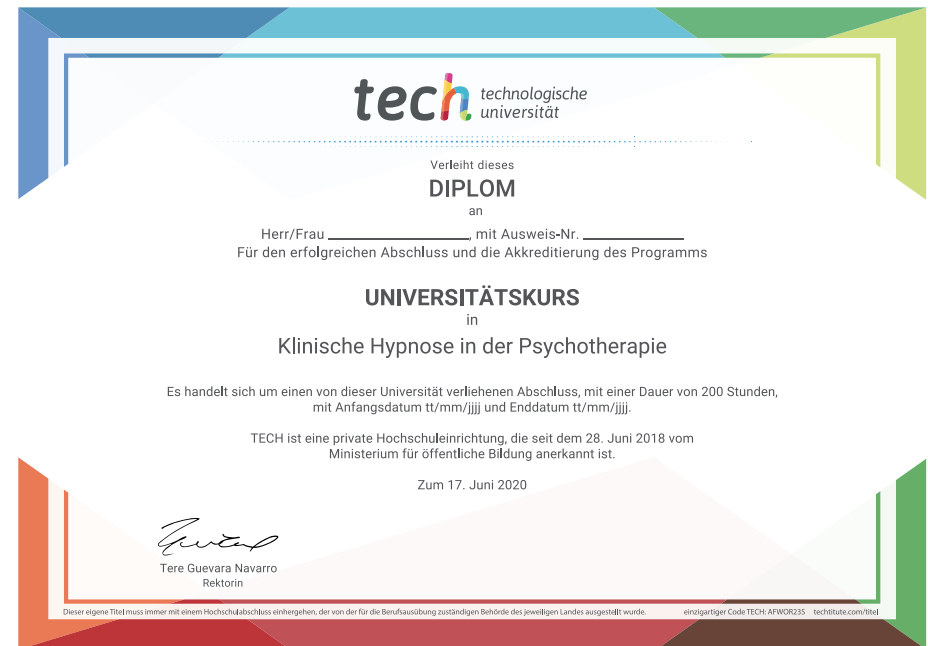 tech technologische
universität
Verleiht dieses
DIPLOM
an
Herr/Frau ____________, mit Ausweis-Nr. ____________
Für den erfolgreichen Abschluss und die Akkreditierung des Programms
UNIVERSITÄTSKURS
in
Klinische Hypnose in der Psychotherapie
Es handelt sich um einen von dieser Universität verliehenen Abschluss, mit einer Dauer von 200 Stunden,
mit Anfangsdatum tt/mm/jjjj und Enddatum tt/mm/jjjj.
TECH ist eine private Hochschuleinrichtung, die seit dem 28. Juni 2018 vom
Ministerium für öffentliche Bildung anerkannt ist.
Zum 17. Juni 2020
Tere Guevara Navarro
Rektorin
Dieser eigene Titel muss immer mit einem Hochschulabschluss einhergehen, der von der für die Berufsausübung zuständigen Behörde des jeweiligen Landes ausgestellt wurde. einzigartiger Code TECH: AFWOR235 techtitute.com/titel